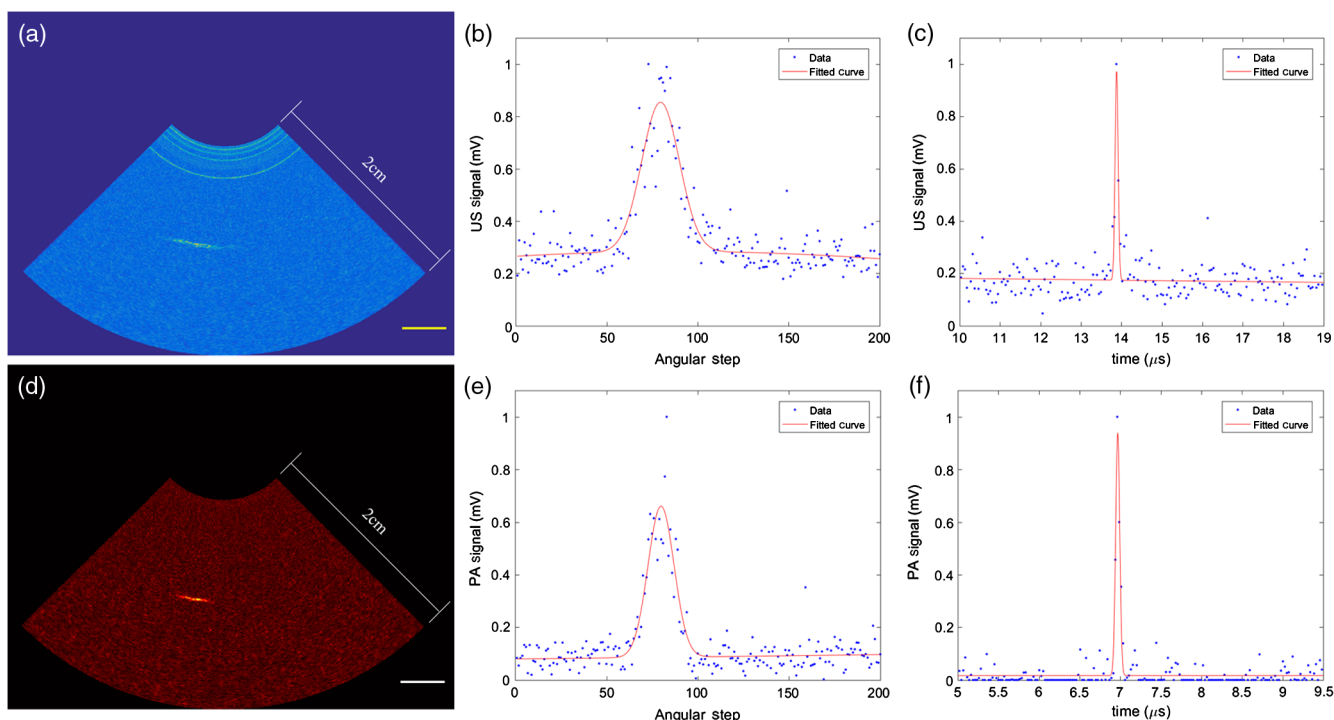 (a)
2cm
(b)
US signal (mV)
1
0.8
0.6
0.4
0.2
0
0
50
100
150
200
Angular step
Data
Fitted curve
(c)
US signal (mV)
1
0.8
0.6
0.4
0.2
0
10
11
12
13
14
15
16
17
18
19
time (μs)
Data
Fitted curve
(d)
2cm
(e)
PA signal (mV)
1
0.8
0.6
0.4
0.2
0
0
50
100
150
200
Angular step
Data
Fitted curve
(f)
PA signal (mV)
1
0.8
0.6
0.4
0.2
0
5
5.5
6
6.5
7
7.5
8
8.5
9
9.5
time (μs)
Data
Fitted curve